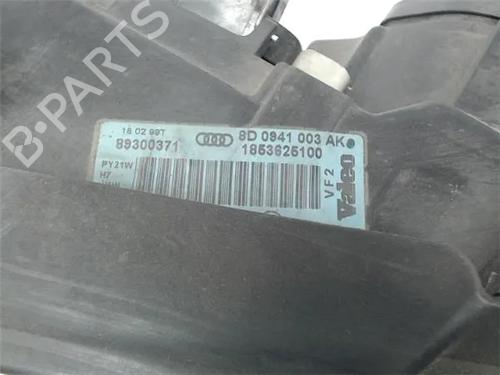 B-PARTS
18 02 99T
8D 0941 003 AK
89300371
1853625100
PY21W
H7
VF2
Valeo